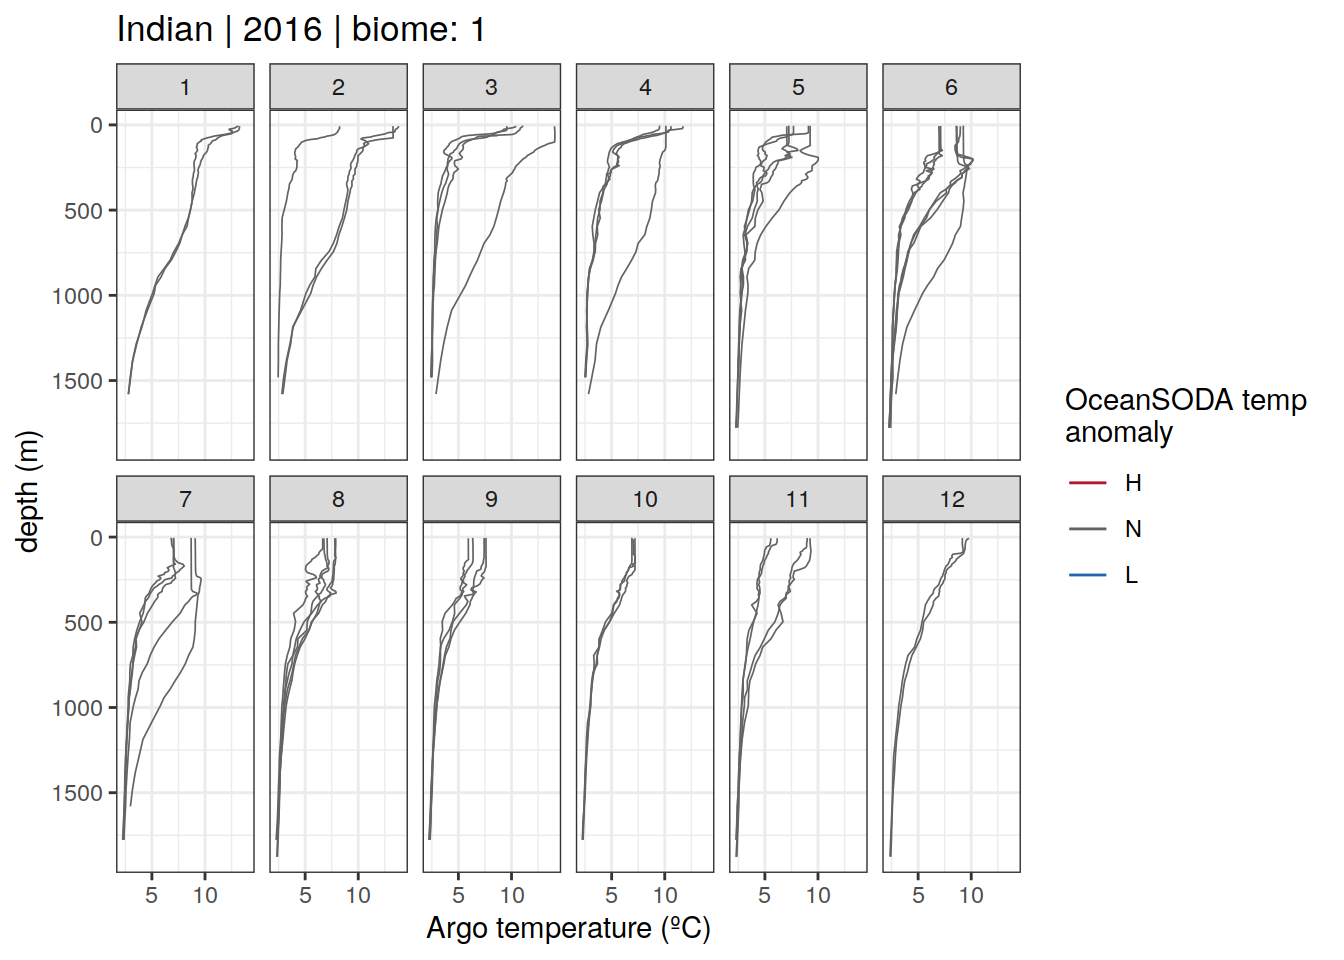 Indian | 2016 | biome: 1
1 2 3 4 5 6
0
500
1000
1500
7 8 9 10 11 12
0
500
1000
1500
5 10 5 10 5 10 5 10 5 10 5 10
Argo temperature (ºC)
depth (m)
OceanSODA temp
anomaly
H
N
L